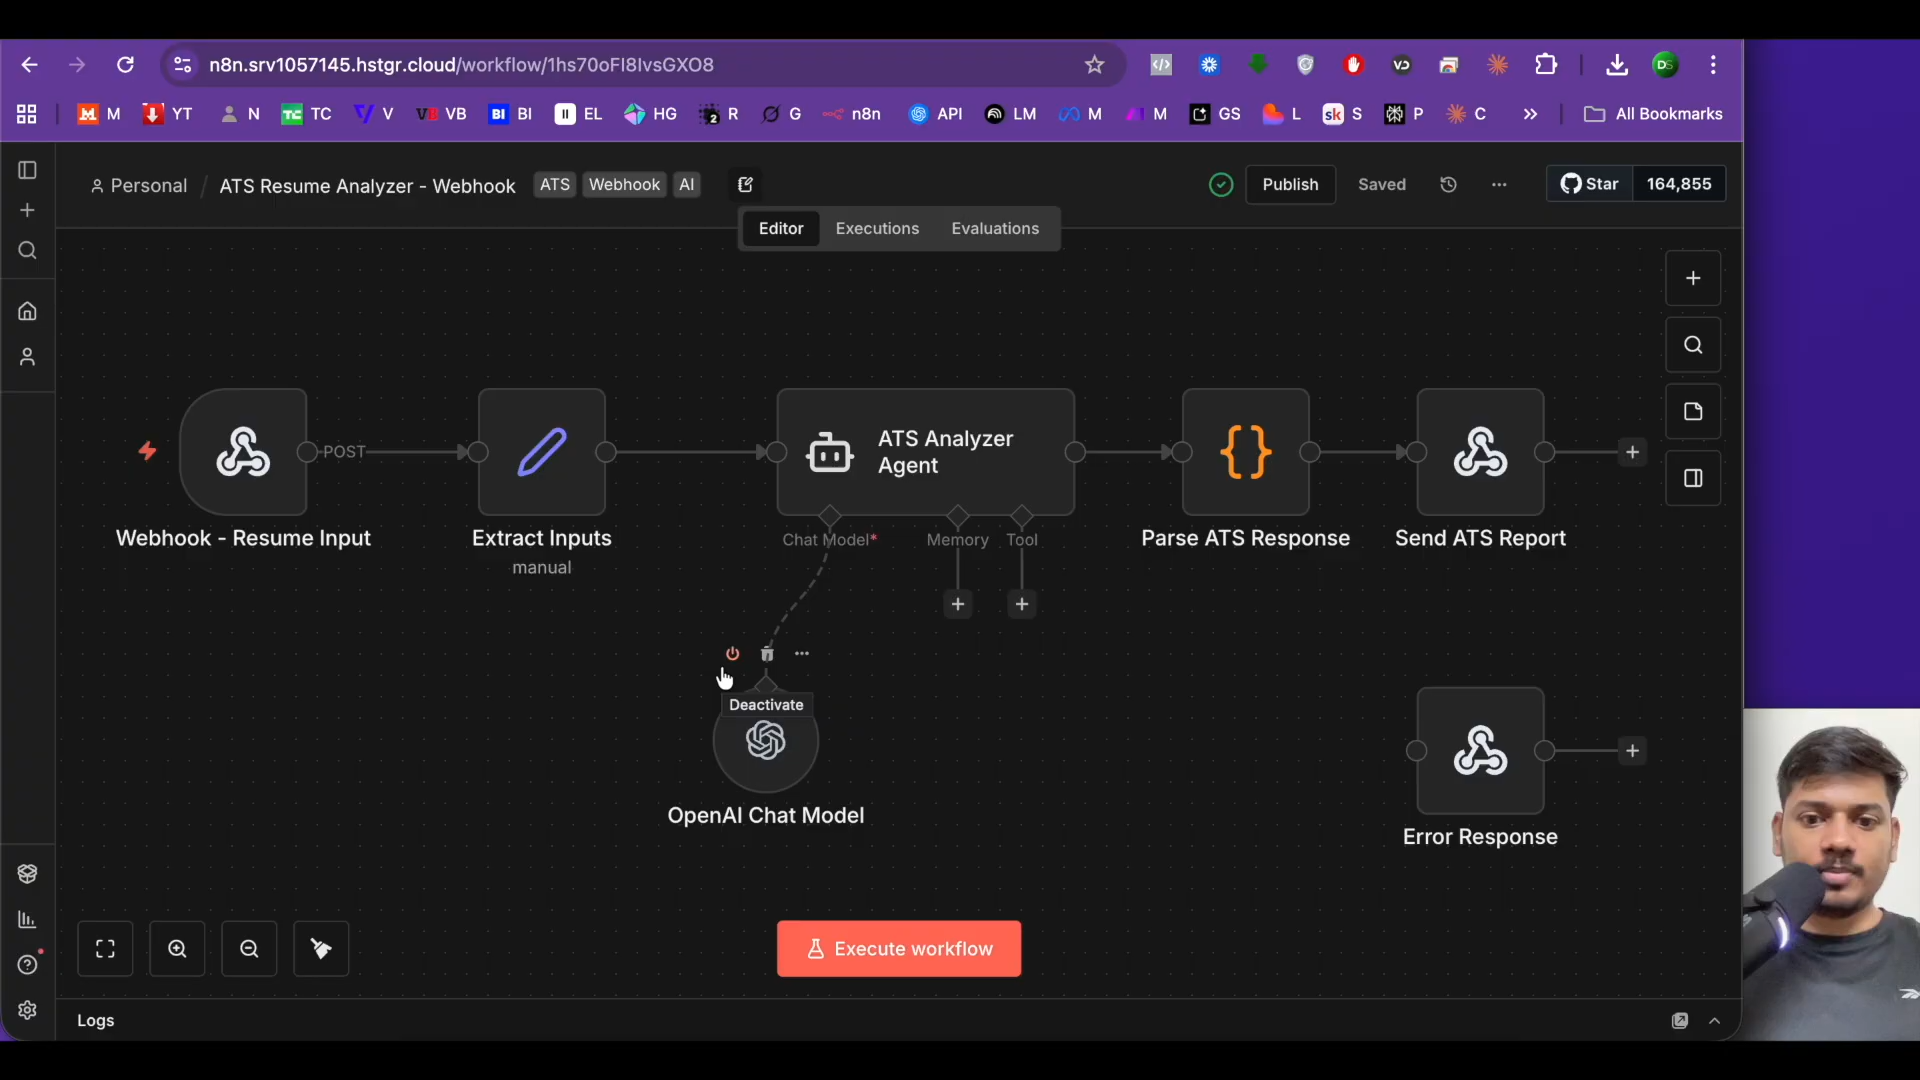 n8n.srv1057145.hstgr.cloud/workflow/1hs70oFI8IvsGXO8
M YT N TC V VB BI EL HG R G n8n API LM M M GS L S P C All Bookmarks
Personal / ATS Resume Analyzer - Webhook ATS Webhook AI Publish Saved Star 164,855
Editor Executions Evaluations
POST
ATS Analyzer
Agent
Webhook - Resume Input
Extract Inputs
manual
Chat Model*
Memory
Tool
Parse ATS Response
Send ATS Report
Deactivate
OpenAI Chat Model
Error Response
Execute workflow
Logs